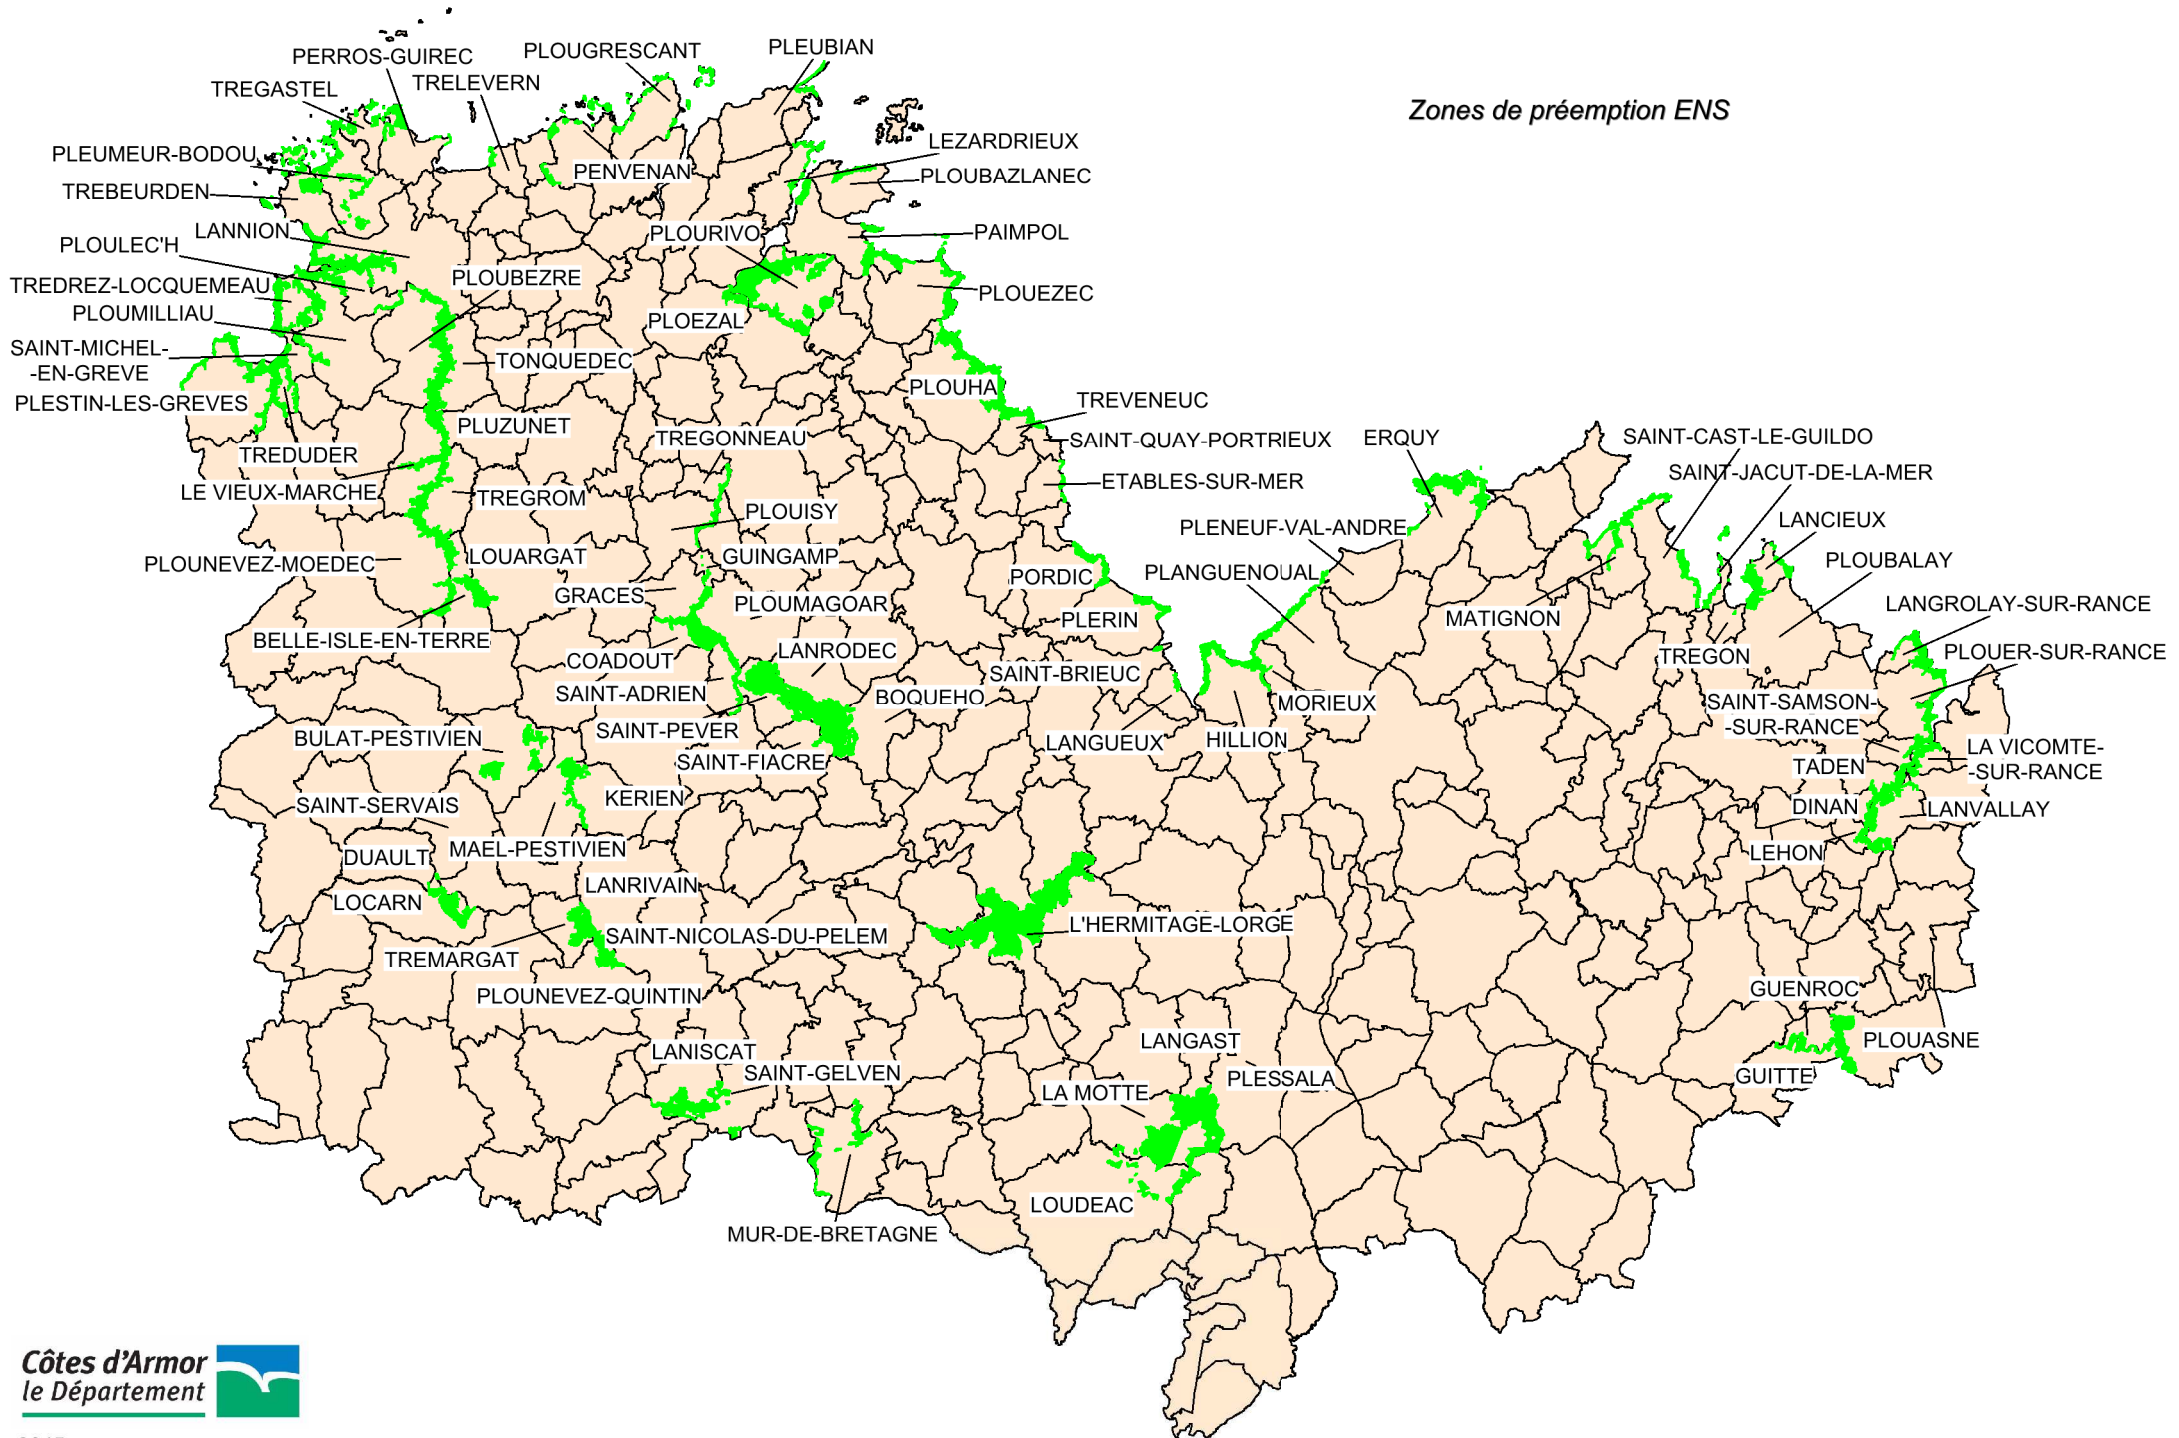 PLEUBIAN
PLOUGRESCANT
PERROS-GUIREC
TRELEVERN
TREGASTEL
Zones de préemption ENS
LEZARDRIEUX
PLEUMEUR-BODOU
PENVENAN
PLOUBAZLANEC
TREBEURDEN
LANNION
PLOURIVO
PAIMPOL
PLOULEC'H
PLOUBEZRE
TREDREZ-LOCQUEMEAU
PLOUEZEC
PLOUMILLIAU
PLOEZAL
SAINT-MICHEL-
-EN-GREVE
TONQUEDEC
PLOUHA
PLESTIN-LES-GREVES
TREVENEUC
PLUZUNET
TREGONNEAU
SAINT-QUAY-PORTRIEUX
ERQUY
SAINT-CAST-LE-GUILDO
TREDUDER
SAINT-JACUT-DE-LA-MER
ETABLES-SUR-MER
LE VIEUX-MARCHE
TREGROM
PLOUISY
LANCIEUX
PLENEUF-VAL-ANDRE
PLOUNEVEZ-MOEDEC
LOUARGAT
GUINGAMP
PLOUBALAY
PORDIC
PLANGUENOUAL
GRACES
PLOUMAGOAR
LANGROLAY-SUR-RANCE
PLERIN
MATIGNON
BELLE-ISLE-EN-TERRE
LANRODEC
PLOUER-SUR-RANCE
COADOUT
TREGON
SAINT-BRIEUC
SAINT-ADRIEN
BOQUEHO
MORIEUX
SAINT-SAMSON-
-SUR-RANCE
SAINT-PEVER
BULAT-PESTIVIEN
LANGUEUX
HILLION
LA VICOMTE-
-SUR-RANCE
SAINT-FIACRE
TADEN
KERIEN
SAINT-SERVAIS
DINAN
LANVALLAY
MAEL-PESTIVIEN
DUAULT
LEHON
LANRIVAIN
LOCARN
L'HERMITAGE-LORGE
SAINT-NICOLAS-DU-PELEM
TREMARGAT
GUENROC
PLOUNEVEZ-QUINTIN
LANGAST
PLOUASNE
LANISCAT
SAINT-GELVEN
PLESSALA
GUITTE
LA MOTTE
LOUDEAC
MUR-DE-BRETAGNE
Côtes d'Armor
le Département